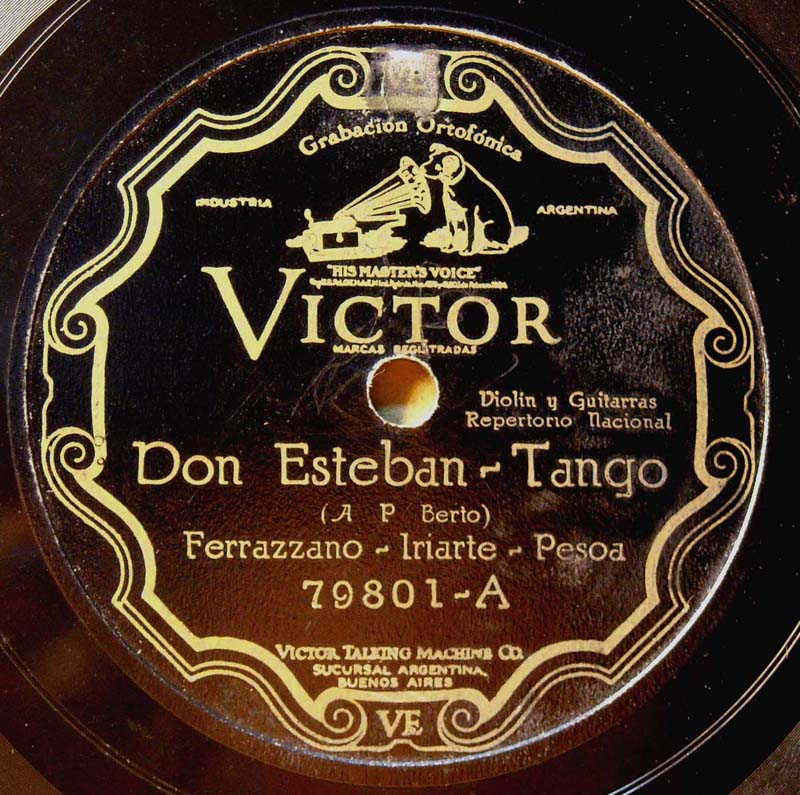 VE
Grabación Ortofónica
INDUSTRIA
ARGENTINA
"HIS MASTER'S VOICE"
VICTOR
MARCAS REGISTRADAS
Violin y Guitarras
Repertorio Nacional
Don Esteban - Tango
(A P Berto)
Ferrazzano - Iriarte - Pesoa
79801-A
VICTOR TALKING MACHINE CO.
SUCURSAL ARGENTINA,
BUENOS AIRES
VE